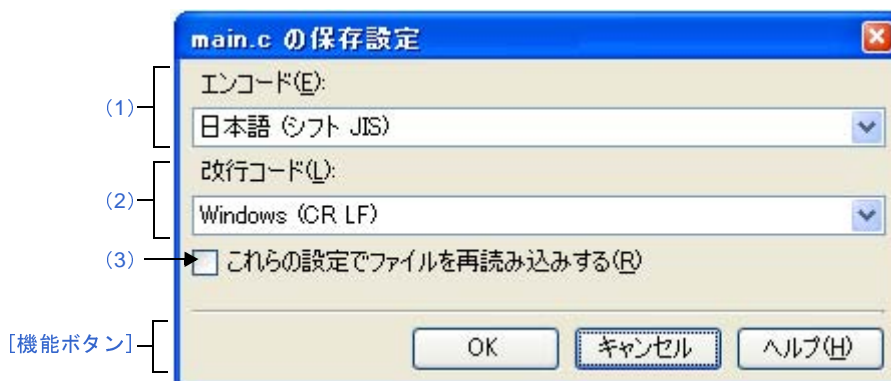 main.c の保存設定
(1)
エンコード(E):
日本語 (シフト JIS)
(2)
改行コード(L):
Windows (CR LF)
(3)
これらの設定でファイルを再読み込みする(R)
[機能ボタン]
OK
キャンセル
ヘルプ(H)